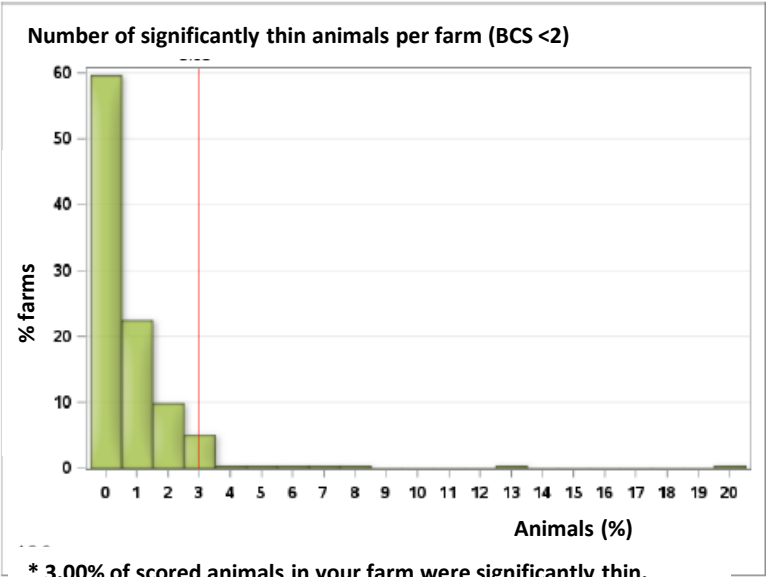 Number of significantly thin animals per farm (BCS <2)
60
50
40
30
20
10
0
% farms
0 1 2 3 4 5 6 7 8 9 10 11 12 13 14 15 16 17 18 19 20
Animals (%)
* 3.00% of scored animals in your farm were significantly thin.